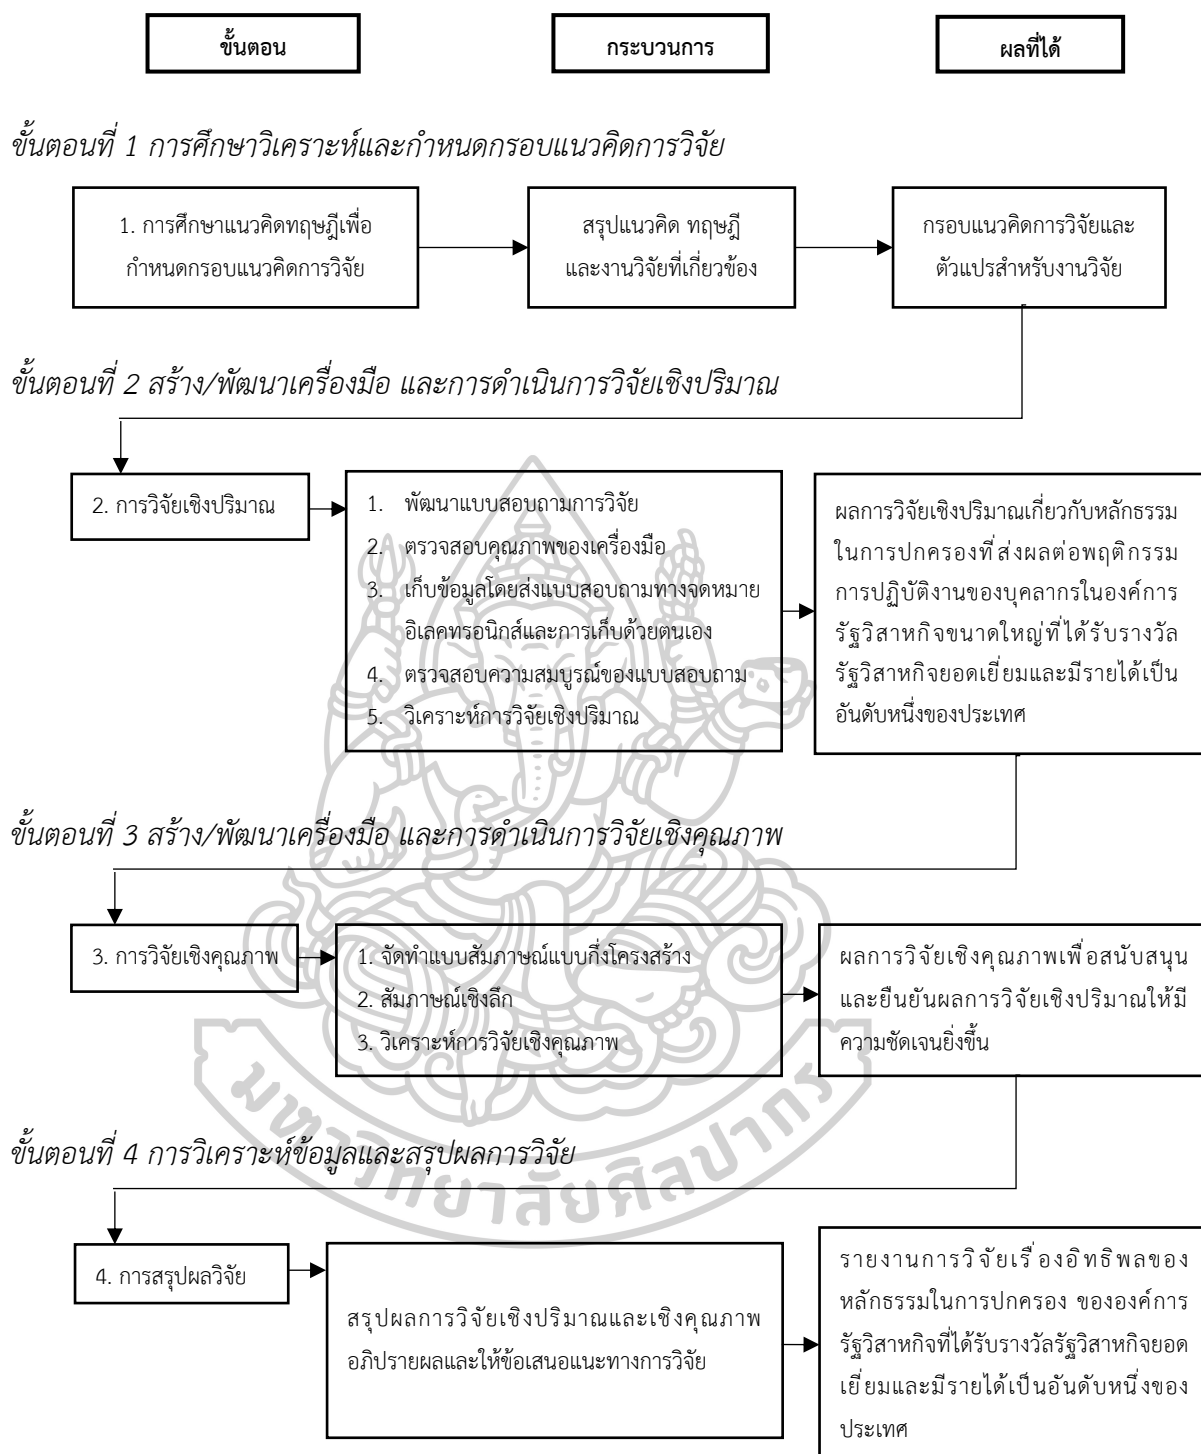 ขั้นตอน
กระบวนการ
ผลที่ได้
ขั้นตอนที่ 1 การศึกษาวิเคราะห์และกำหนดกรอบแนวคิดการวิจัย
1. การศึกษาแนวคิดทฤษฎีเพื่อ
กำหนดกรอบแนวคิดการวิจัย
สรุปแนวคิด ทฤษฎี
และงานวิจัยที่เกี่ยวข้อง
กรอบแนวคิดการวิจัยและ
ตัวแปรสำหรับงานวิจัย
ขั้นตอนที่ 2 สร้าง/พัฒนาเครื่องมือ และการดำเนินการวิจัยเชิงปริมาณ
2. การวิจัยเชิงปริมาณ
1. พัฒนาแบบสอบถามการวิจัย
2. ตรวจสอบคุณภาพของเครื่องมือ
3. เก็บข้อมูลโดยส่งแบบสอบถามทางจดหมาย
อิเลคทรอนิกส์และการเก็บด้วยตนเอง
4. ตรวจสอบความสมบูรณ์ของแบบสอบถาม
5. วิเคราะห์การวิจัยเชิงปริมาณ
ผลการวิจัยเชิงปริมาณเกี่ยวกับหลักธรรม
ในการปกครองที่ส่งผลต่อพฤติกรรม
การปฏิบัติงานของบุคลากรในองค์การ
รัฐวิสาหกิจขนาดใหญ่ที่ได้รับรางวัล
รัฐวิสาหกิจยอดเยี่ยมและมีรายได้เป็น
อันดับหนึ่งของประเทศ
ขั้นตอนที่ 3 สร้าง/พัฒนาเครื่องมือ และการดำเนินการวิจัยเชิงคุณภาพ
3. การวิจัยเชิงคุณภาพ
1. จัดทำแบบสัมภาษณ์แบบกึ่งโครงสร้าง
2. สัมภาษณ์เชิงลึก
3. วิเคราะห์การวิจัยเชิงคุณภาพ
ผลการวิจัยเชิงคุณภาพเพื่อสนับสนุน
และยืนยันผลการวิจัยเชิงปริมาณให้มี
ความชัดเจนยิ่งขึ้น
ขั้นตอนที่ 4 การวิเคราะห์ข้อมูลและสรุปผลการวิจัย
มหาวิทยาลัยศิลปากร
4. การสรุปผลวิจัย
สรุปผลการวิจัยเชิงปริมาณและเชิงคุณภาพ
อภิปรายผลและให้ข้อเสนอแนะทางการวิจัย
รายงานการวิจัยเรื่องอิทธิพลของ
หลักธรรมในการปกครอง ขององค์การ
รัฐวิสาหกิจที่ได้รับรางวัลรัฐวิสาหกิจยอด
เยี่ยมและมีรายได้เป็นอันดับหนึ่งของ
ประเทศ